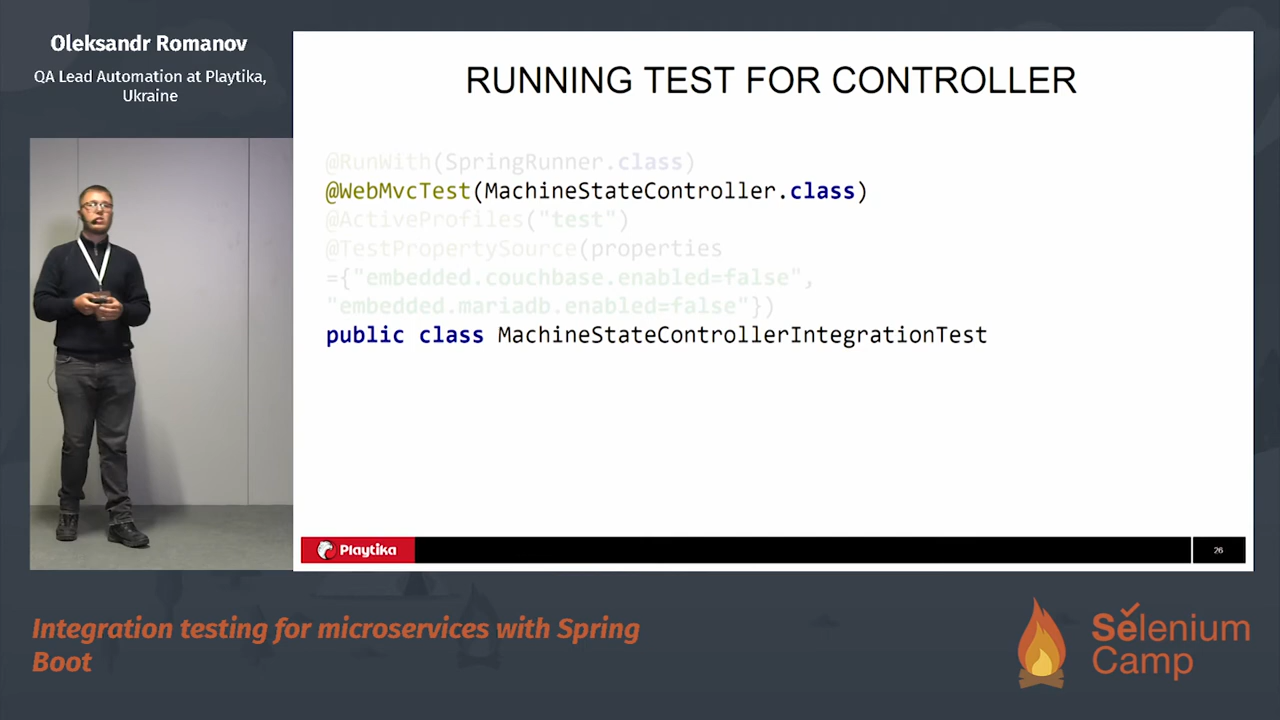 Oleksandr Romanov
QA Lead Automation at Playtika,
Ukraine
RUNNING TEST FOR CONTROLLER
@RunWith(SpringRunner.class)
@WebMvcTest(MachineStateController.class)
@ActiveProfiles("test")
@TestPropertySource(properties
={"embedded.couchbase.enabled=false",
"embedded.mariadb.enabled=false"})
public class MachineStateControllerIntegrationTest
Playtika
26
Integration testing for microservices with Spring
Boot
Selenium
Camp